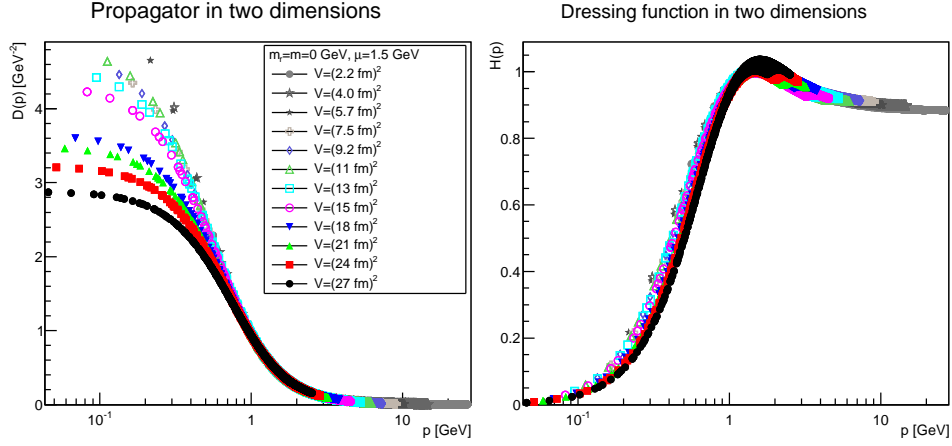 Propagator in two dimensions
D(p) [GeV⁻²]
4
3
2
1
0
10⁻¹
1
10
p [GeV]
mᵣ=m=0 GeV, μ=1.5 GeV
V=(2.2 fm)²
V=(4.0 fm)²
V=(5.7 fm)²
V=(7.5 fm)²
V=(9.2 fm)²
V=(11 fm)²
V=(13 fm)²
V=(15 fm)²
V=(18 fm)²
V=(21 fm)²
V=(24 fm)²
V=(27 fm)²
Dressing function in two dimensions
H(p)
1
0.8
0.6
0.4
0.2
0
10⁻¹
1
10
p [GeV]